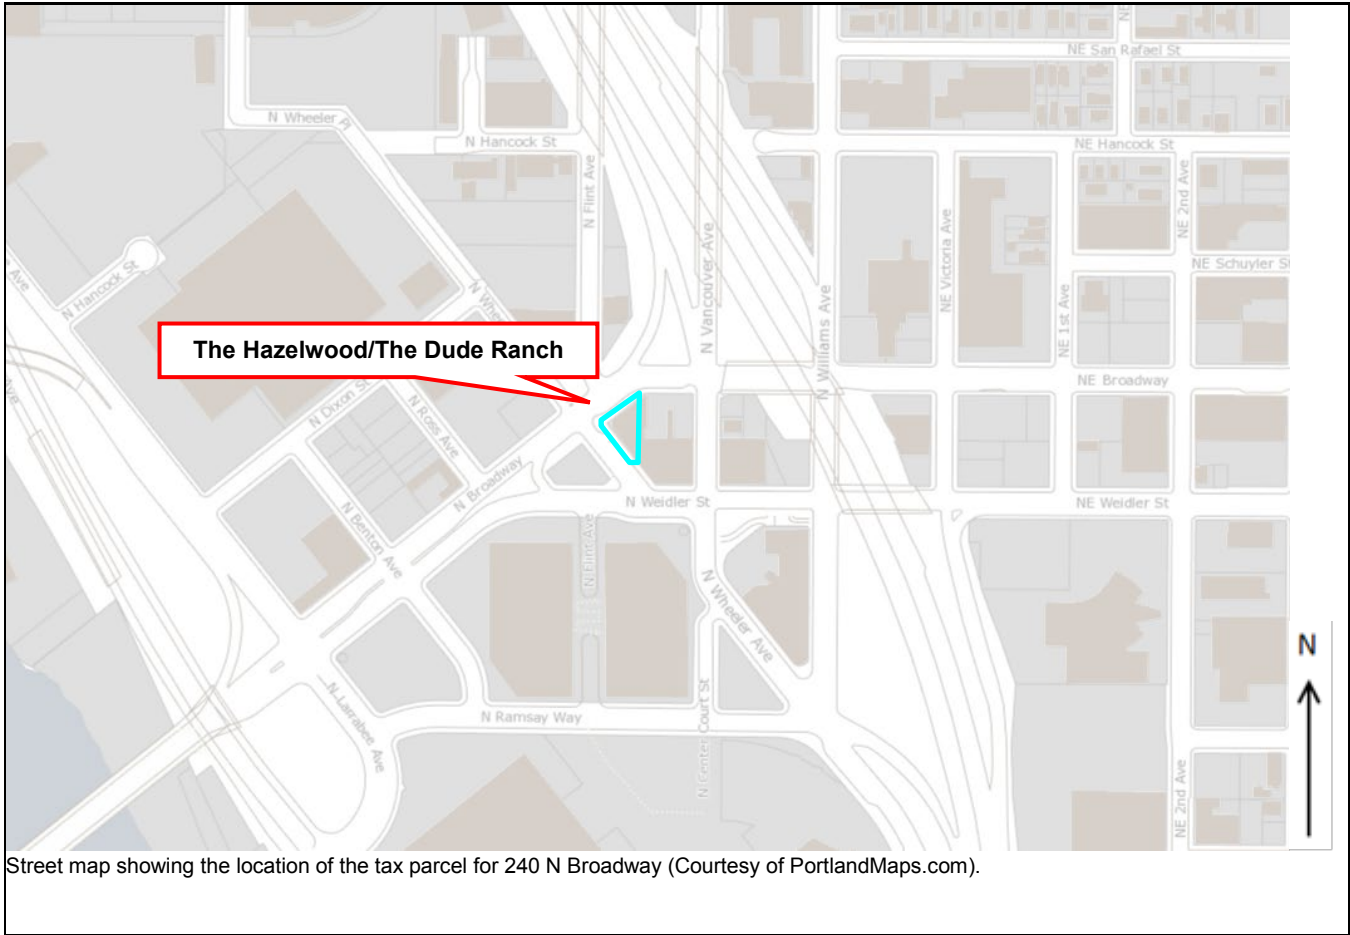 NE
NE San Rafael St
N Wheeler Pl
N Hancock St
NE Hancock St
N Flint Ave
NE 2nd Ave
N Vancouver Ave
NE Victoria Ave
N Williams Ave
NE Schuyler S
N Hancock St
Ave
N Whe
NE 1st Ave
The Hazelwood/The Dude Ranch
NE Broadway
Ave
N Dixon St
N Ross Ave
N Broadway
N Weidler St
NE Weidler St
N Benton Ave
N Flint Ave
N Wheeler Ave
N
N Larrabee Ave
N Ramsay Way
N Center Court St
NE 2nd Ave
Street map showing the location of the tax parcel for 240 N Broadway (Courtesy of PortlandMaps.com).